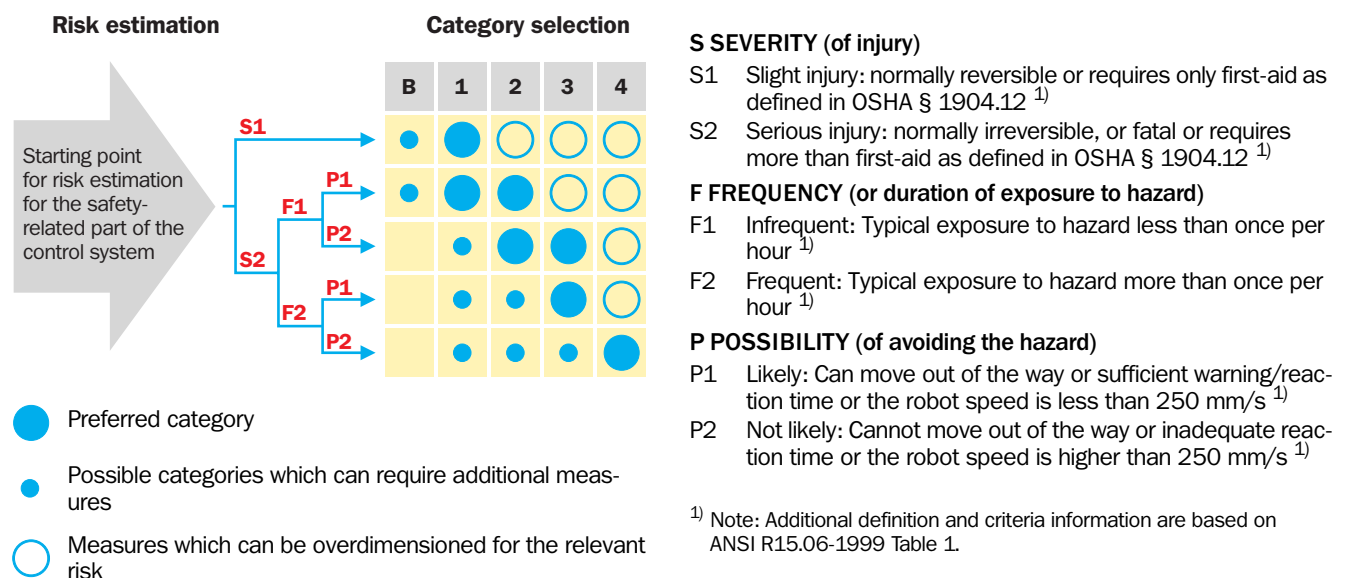 Risk estimation
Category selection
B 1 2 3 4
Starting point
for risk estimation
for the safety-
related part of the
control system
S1
P1
F1
P2
S2
P1
F2
P2
Preferred category
Possible categories which can require additional meas-
ures
Measures which can be overdimensioned for the relevant
risk
S SEVERITY (of injury)
S1 Slight injury: normally reversible or requires only first-aid as
defined in OSHA § 1904.12 1)
S2 Serious injury: normally irreversible, or fatal or requires
more than first-aid as defined in OSHA § 1904.12 1)
F FREQUENCY (or duration of exposure to hazard)
F1 Infrequent: Typical exposure to hazard less than once per
hour 1)
F2 Frequent: Typical exposure to hazard more than once per
hour 1)
P POSSIBILITY (of avoiding the hazard)
P1 Likely: Can move out of the way or sufficient warning/reac-
tion time or the robot speed is less than 250 mm/s 1)
P2 Not likely: Cannot move out of the way or inadequate reac-
tion time or the robot speed is higher than 250 mm/s 1)
1) Note: Additional definition and criteria information are based on
ANSI R15.06-1999 Table 1.